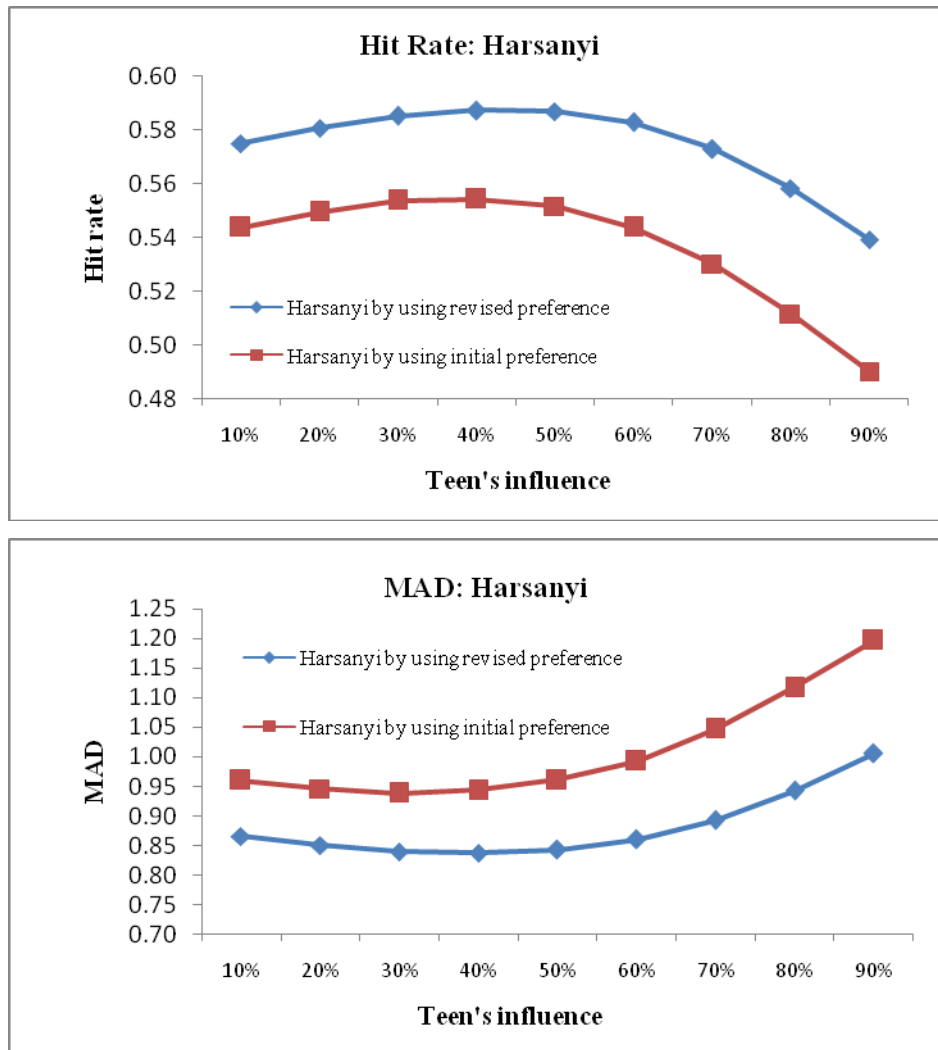 Hit Rate: Harsanyi
0.60
0.58
0.56
0.54
0.52
0.50
0.48
Hit rate
Harsanyi by using revised preference
Harsanyi by using initial preference
10% 20% 30% 40% 50% 60% 70% 80% 90%
Teen's influence
MAD: Harsanyi
1.25
1.20
1.15
1.10
1.05
1.00
0.95
0.90
0.85
0.80
0.75
0.70
MAD
Harsanyi by using revised preference
Harsanyi by using initial preference
10% 20% 30% 40% 50% 60% 70% 80% 90%
Teen's influence